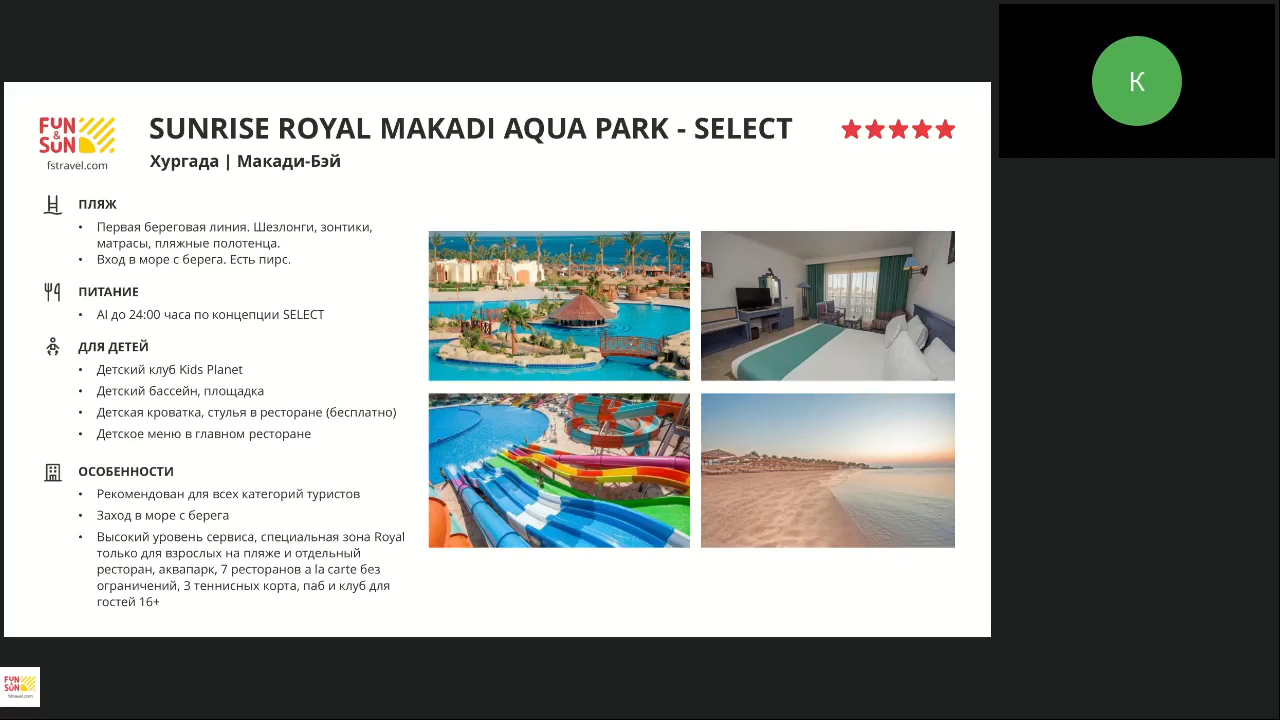 FUN
&
SUN
fstravel.com
SUNRISE ROYAL MAKADI AQUA PARK - SELECT
Хургада | Макади-Бэй
ПЛЯЖ
• Первая береговая линия. Шезлонги, зонтики,
матрасы, пляжные полотенца.
• Вход в море с берега. Есть пирс.
ПИТАНИЕ
• AI до 24:00 часа по концепции SELECT
ДЛЯ ДЕТЕЙ
• Детский клуб Kids Planet
• Детский бассейн, площадка
• Детская кроватка, стулья в ресторане (бесплатно)
• Детское меню в главном ресторане
ОСОБЕННОСТИ
• Рекомендован для всех категорий туристов
• Заход в море с берега
• Высокий уровень сервиса, специальная зона Royal
только для взрослых на пляже и отдельный
ресторан, аквапарк, 7 ресторанов a la carte без
ограничений, 3 теннисных корта, паб и клуб для
гостей 16+
К
FUN
&
SUN
fstravel.com